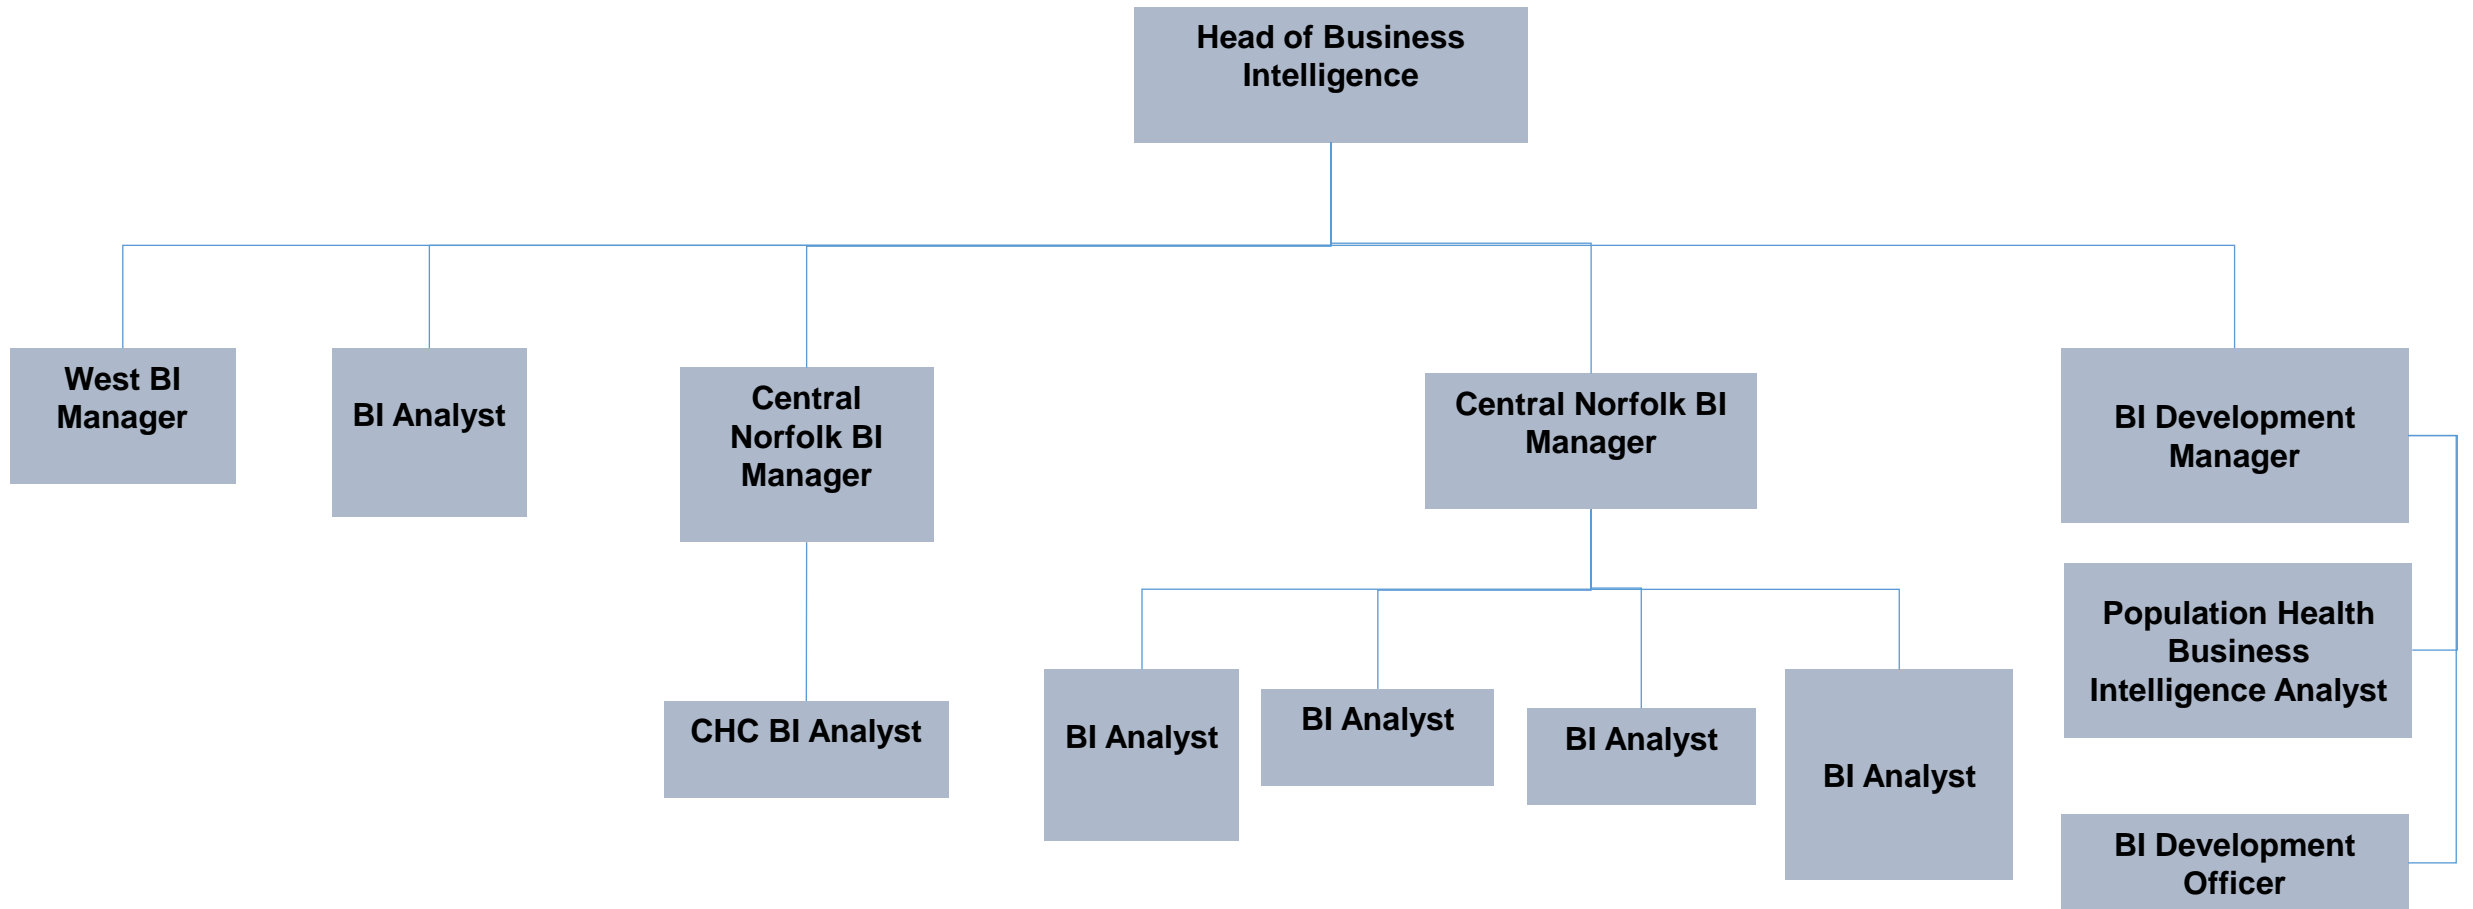 Head of Business
Intelligence
West BI
Manager
BI Analyst
Central
Norfolk BI
Manager
Central Norfolk BI
Manager
BI Development
Manager
CHC BI Analyst
BI Analyst
BI Analyst
BI Analyst
BI Analyst
Population Health
Business
Intelligence Analyst
BI Development
Officer